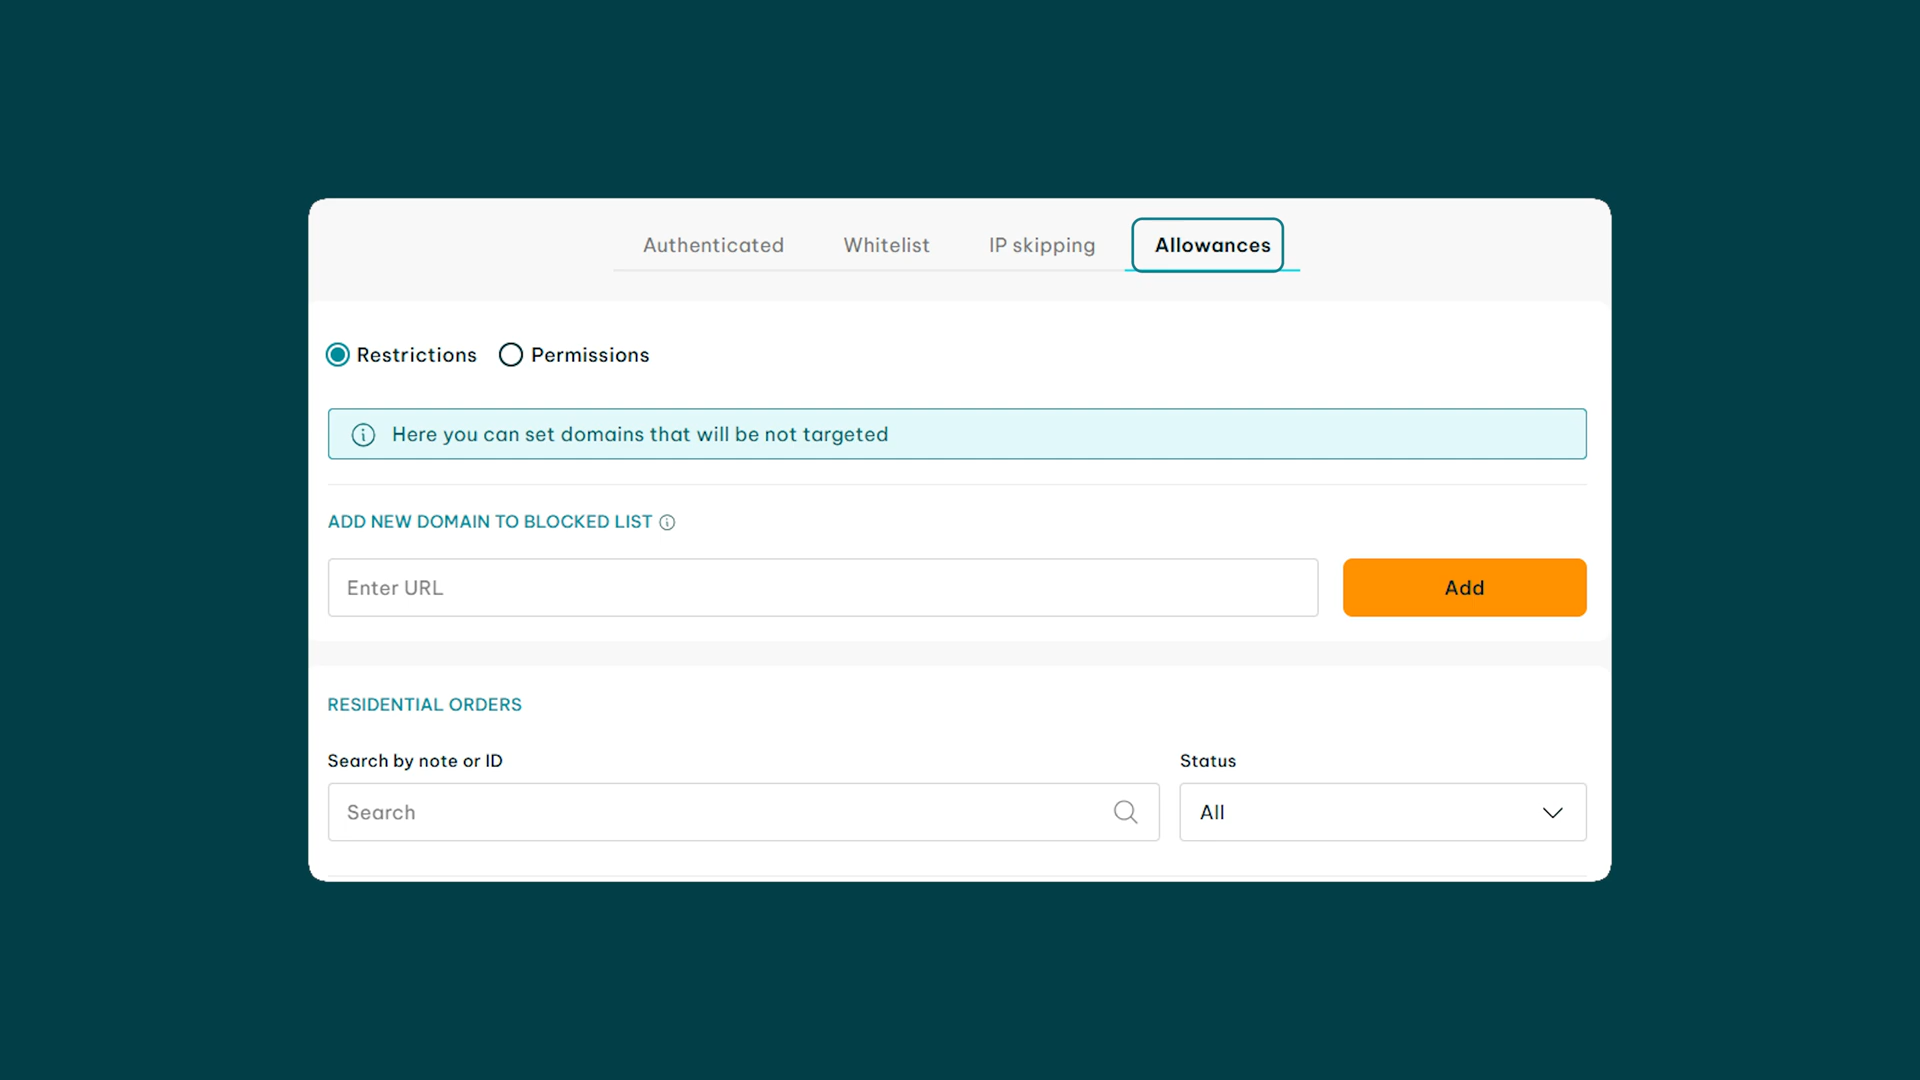 Authenticated Whitelist IP skipping Allowances
Restrictions Permissions
Here you can set domains that will be not targeted
ADD NEW DOMAIN TO BLOCKED LIST
Enter URL Add
RESIDENTIAL ORDERS
Search by note or ID Status
Search All